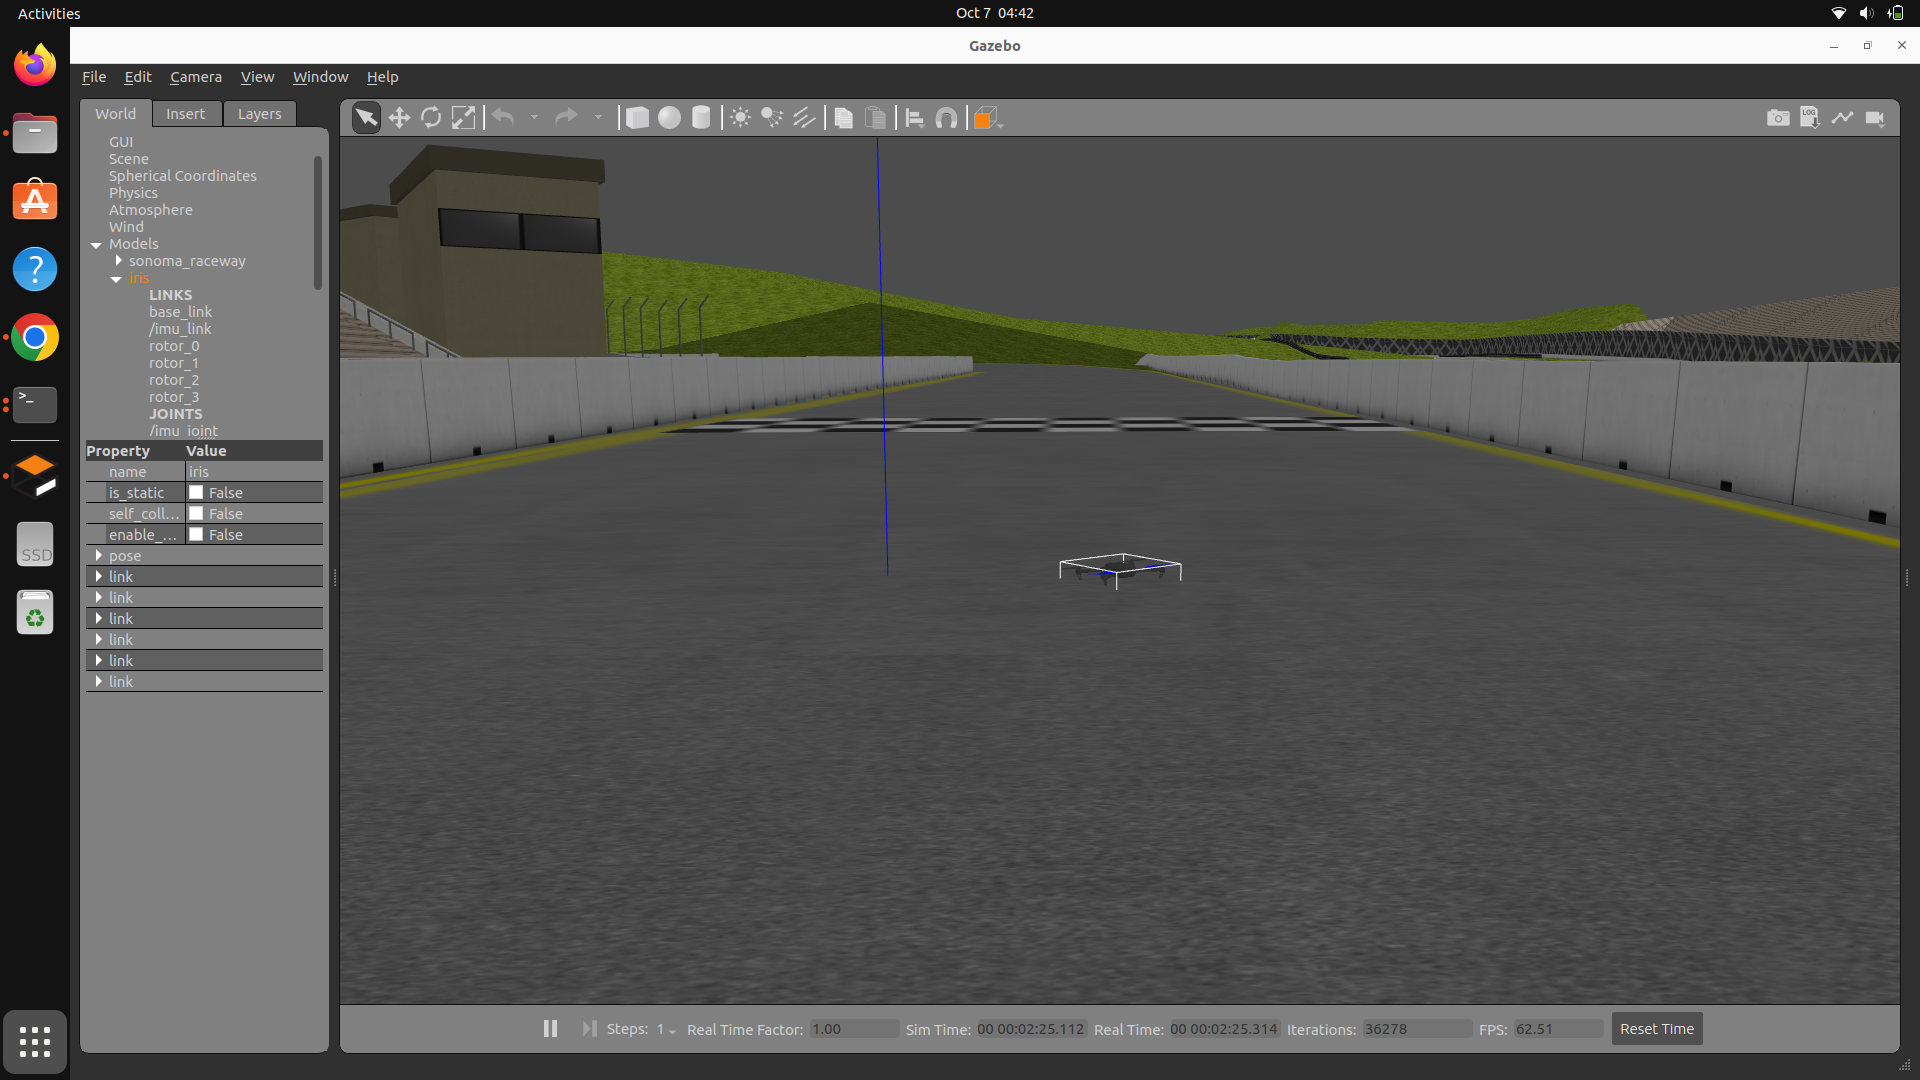 Activities
Oct 7 04:42
Gazebo
File Edit Camera View Window Help
World Insert Layers
GUI
Scene
Spherical Coordinates
Physics
Atmosphere
Wind
Models
sonoma_raceway
iris
LINKS
base_link
/imu_link
rotor_0
rotor_1
rotor_2
rotor_3
JOINTS
/imu_joint
Property Value
name iris
is_static False
self_coll... False
enable_... False
pose
link
link
link
link
link
link
LOG
SSD
Steps: 1 Real Time Factor: 1.00 Sim Time: 00 00:02:25.112 Real Time: 00 00:02:25.314 Iterations: 36278 FPS: 62.51 Reset Time